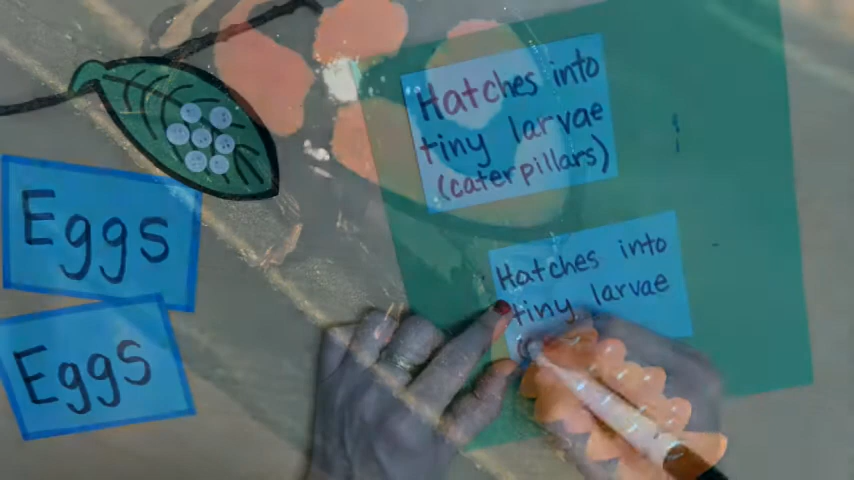 Hatches into
tiny larvae
(caterpillars)
Eggs
Hatches into
tiny larvae
(
Eggs